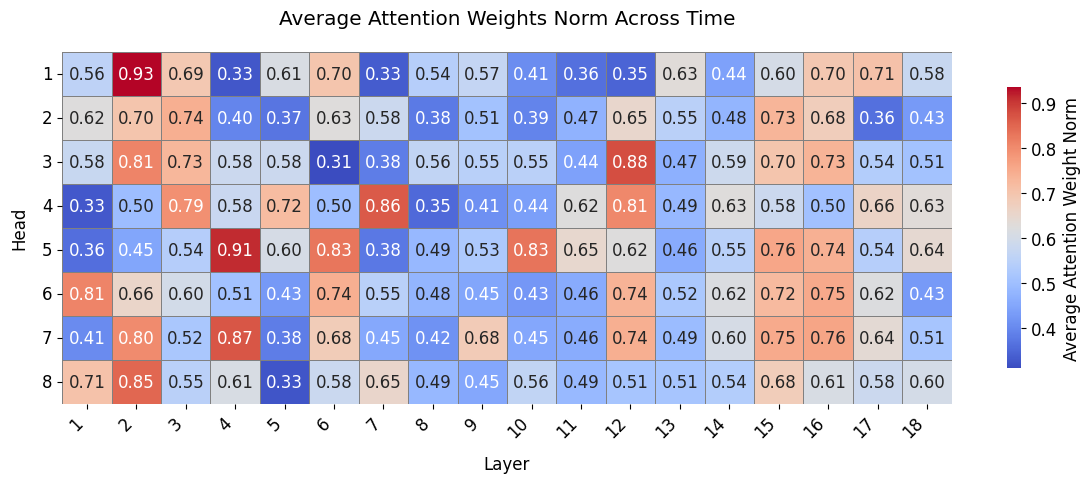 Average Attention Weights Norm Across Time
1 0.56 0.93 0.69 0.33 0.61 0.70 0.33 0.54 0.57 0.41 0.36 0.35 0.63 0.44 0.60 0.70 0.71 0.58
2 0.62 0.70 0.74 0.40 0.37 0.63 0.58 0.38 0.51 0.39 0.47 0.65 0.55 0.48 0.73 0.68 0.36 0.43
3 0.58 0.81 0.73 0.58 0.58 0.31 0.38 0.56 0.55 0.55 0.44 0.88 0.47 0.59 0.70 0.73 0.54 0.51
4 0.33 0.50 0.79 0.58 0.72 0.50 0.86 0.35 0.41 0.44 0.62 0.81 0.49 0.63 0.58 0.50 0.66 0.63
5 0.36 0.45 0.54 0.91 0.60 0.83 0.38 0.49 0.53 0.83 0.65 0.62 0.46 0.55 0.76 0.74 0.54 0.64
6 0.81 0.66 0.60 0.51 0.43 0.74 0.55 0.48 0.45 0.43 0.46 0.74 0.52 0.62 0.72 0.75 0.62 0.43
7 0.41 0.80 0.52 0.87 0.38 0.68 0.45 0.42 0.68 0.45 0.46 0.74 0.49 0.60 0.75 0.76 0.64 0.51
8 0.71 0.85 0.55 0.61 0.33 0.58 0.65 0.49 0.45 0.56 0.49 0.51 0.51 0.54 0.68 0.61 0.58 0.60
1 2 3 4 5 6 7 8 9 10 11 12 13 14 15 16 17 18
Layer
Head
0.9
0.8
0.7
0.6
0.5
0.4
Average Attention Weight Norm